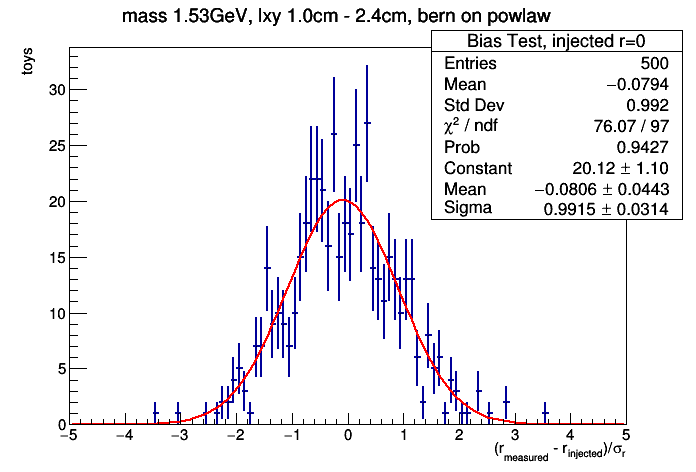 mass 1.53GeV, lxy 1.0cm - 2.4cm, bern on powlaw
Bias Test, injected r=0
Entries 500
Mean −0.0794
Std Dev 0.992
χ² / ndf 76.07 / 97
Prob 0.9427
Constant 20.12 ± 1.10
Mean −0.0806 ± 0.0443
Sigma 0.9915 ± 0.0314
toys
30
25
20
15
10
5
0
−5 −4 −3 −2 −1 0 1 2 3 4 5
(r_measured - r_injected)/σ_r